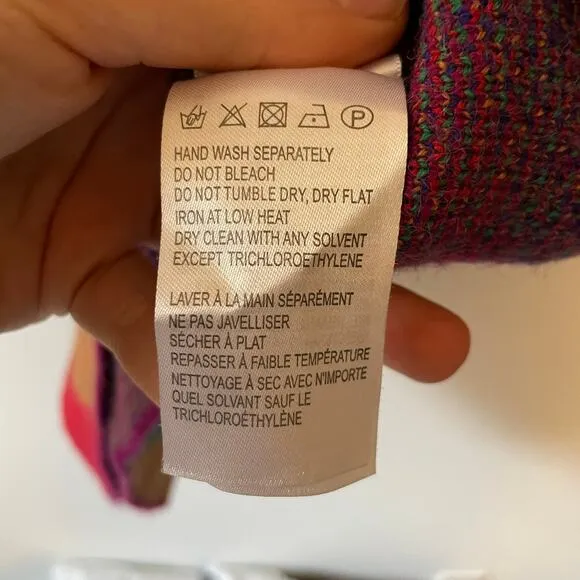 P
HAND WASH SEPARATELY
DO NOT BLEACH
DO NOT TUMBLE DRY, DRY FLAT
IRON AT LOW HEAT
DRY CLEAN WITH ANY SOLVENT
EXCEPT TRICHLOROETHYLENE
LAVER À LA MAIN SÉPARÉMENT
NE PAS JAVELLISER
SÉCHER À PLAT
REPASSER À FAIBLE TEMPÉRATURE
NETTOYAGE À SEC AVEC N'IMPORTE
QUEL SOLVANT SAUF LE
TRICHLOROÉTHYLÈNE